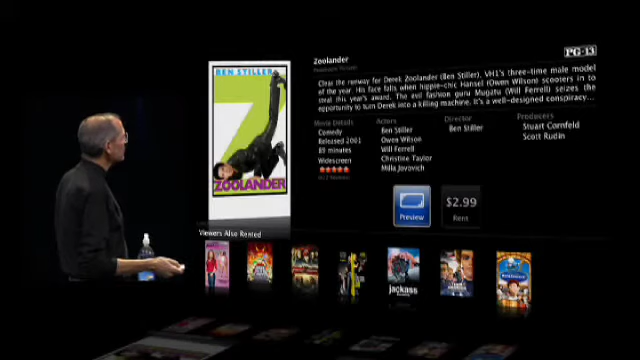 Zoolander
PG-13
Clear the runway for Derek Zoolander (Ben Stiller), VH1's three-time male model
of the year. His face falls when hippie-chic Hansel (Owen Wilson) scooters in to
steal this year's award. The evil fashion guru Mugatu (Will Ferrell) seizes the
opportunity to turn Derek into a killing machine. It's a well-designed conspiracy...
Movie Details
Comedy
Released 2001
89 minutes
Widescreen
Actors
Ben Stiller
Owen Wilson
Will Ferrell
Christine Taylor
Milla Jovovich
Director
Ben Stiller
Producers
Stuart Cornfeld
Scott Rudin
BEN STILLER
ZOOLANDER
Preview
$2.99
Rent
Viewers Also Rented
jackass